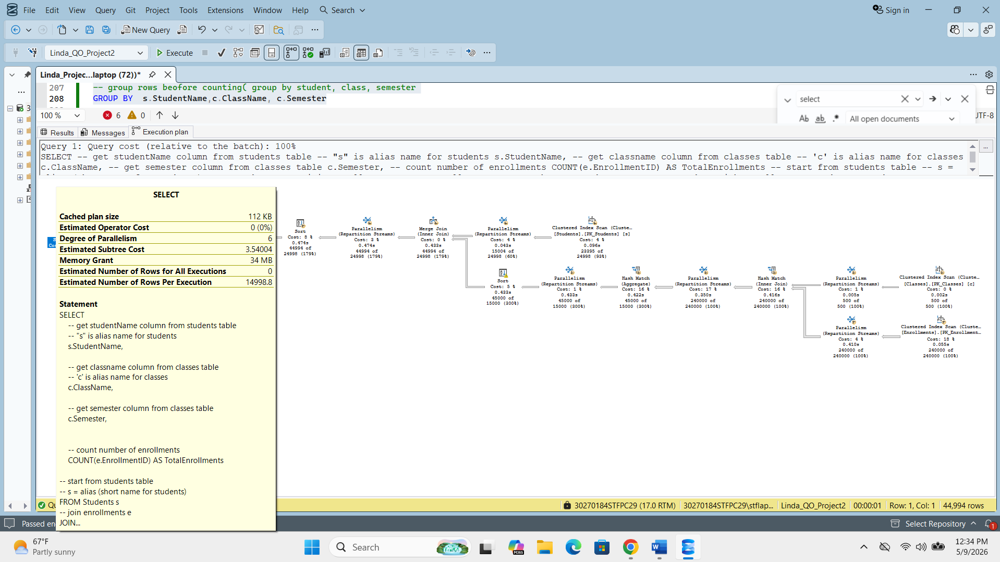 File Edit View Query Git Project Tools Extensions Window Help Search Sign in
New Query
Linda_QO_Project2 Execute
Linda_Projec...laptop (72))*
207 -- group rows beofore counting( group by student, class, semester
208 GROUP BY s.StudentName,c.ClassName, c.Semester
select
All open documents
100 % 6 0 UTF-8
Results Messages Execution plan
Query 1: Query cost (relative to the batch): 100%
SELECT -- get studentName column from students table -- "s" is alias name for students s.StudentName, -- get classname column from classes table -- 'c' is alias name for classes
c.ClassName, -- get semester column from classes table c.Semester, -- count number of enrollments COUNT(e.EnrollmentID) AS TotalEnrollments -- start from students table -- s =
SELECT
Cached plan size 112 KB
Estimated Operator Cost 0 (0%)
Degree of Parallelism 6
Estimated Subtree Cost 3.54004
Memory Grant 34 MB
Estimated Number of Rows for All Executions 0
Estimated Number of Rows Per Execution 14998.8
Statement
SELECT
-- get studentName column from students table
-- "s" is alias name for students
s.StudentName,
-- get classname column from classes table
-- 'c' is alias name for classes
c.ClassName,
-- get semester column from classes table
c.Semester,
-- count number of enrollments
COUNT(e.EnrollmentID) AS TotalEnrollments
-- start from students table
-- s = alias (short name for students)
FROM Students s
-- join enrollments e
JOIN...
Sort
Cost: 8 %
0.474s
44994 of
24998 (179%)
Parallelism
(Repartition Streams)
Cost: 3 %
0.474s
44994 of
24998 (179%)
Merge Join
(Inner Join)
Cost: 0 %
0.433s
44994 of
24998 (179%)
Parallelism
(Repartition Streams)
Cost: 4 %
0.043s
15004 of
24998 (60%)
Clustered Index Scan (Cluste...
[Students].[PK_Students] [s]
Cost: 4 %
0.096s
23395 of
24998 (93%)
Sort
Cost: 5 %
0.433s
45000 of
15000 (300%)
Parallelism
(Repartition Streams)
Cost: 1 %
0.433s
45000 of
15000 (300%)
Hash Match
(Aggregate)
Cost: 16 %
0.422s
45000 of
15000 (300%)
Parallelism
(Repartition Streams)
Cost: 17 %
0.350s
240000 of
240000 (100%)
Hash Match
(Inner Join)
Cost: 16 %
0.416s
240000 of
240000 (100%)
Parallelism
(Repartition Streams)
Cost: 1 %
0.005s
500 of
500 (100%)
Clustered Index Scan (Cluste...
[Classes].[PK_Classes] [c]
Cost: 0 %
0.002s
500 of
500 (100%)
Parallelism
(Repartition Streams)
Cost: 4 %
0.410s
240000 of
240000 (100%)
Clustered Index Scan (Cluste...
[Enrollments].[PK_Enrollment...
Cost: 18 %
0.055s
240000 of
240000 (100%)
30270184STFPC29 (17.0 RTM) 30270184STFPC29\stflap... Linda_QO_Project2 00:00:01 Row: 1, Col: 1 44,994 rows
Passed en Select Repository 1
67°F
Partly sunny
Search
M365
12:34 PM
5/9/2026